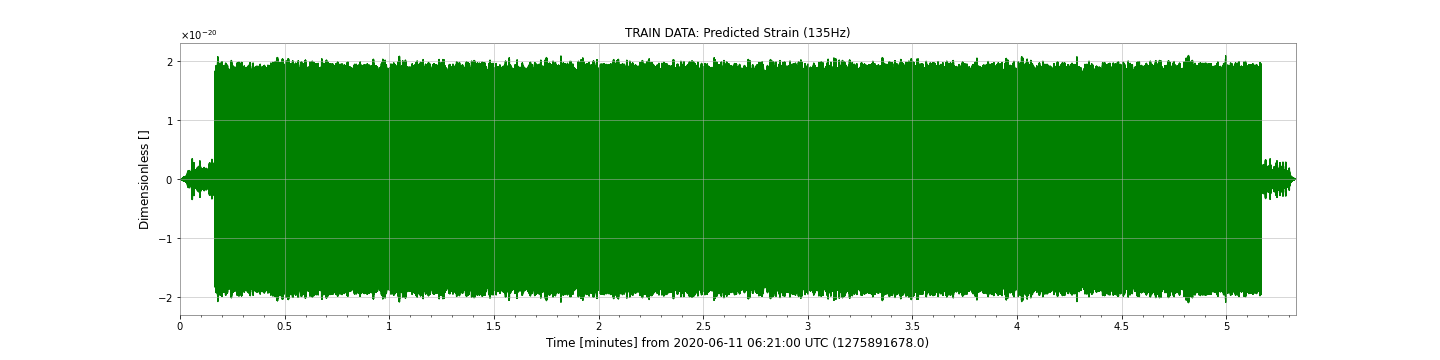 TRAIN DATA: Predicted Strain (135Hz)
×10⁻²⁰
2
1
0
−1
−2
Dimensionless []
0 0.5 1 1.5 2 2.5 3 3.5 4 4.5 5
Time [minutes] from 2020-06-11 06:21:00 UTC (1275891678.0)